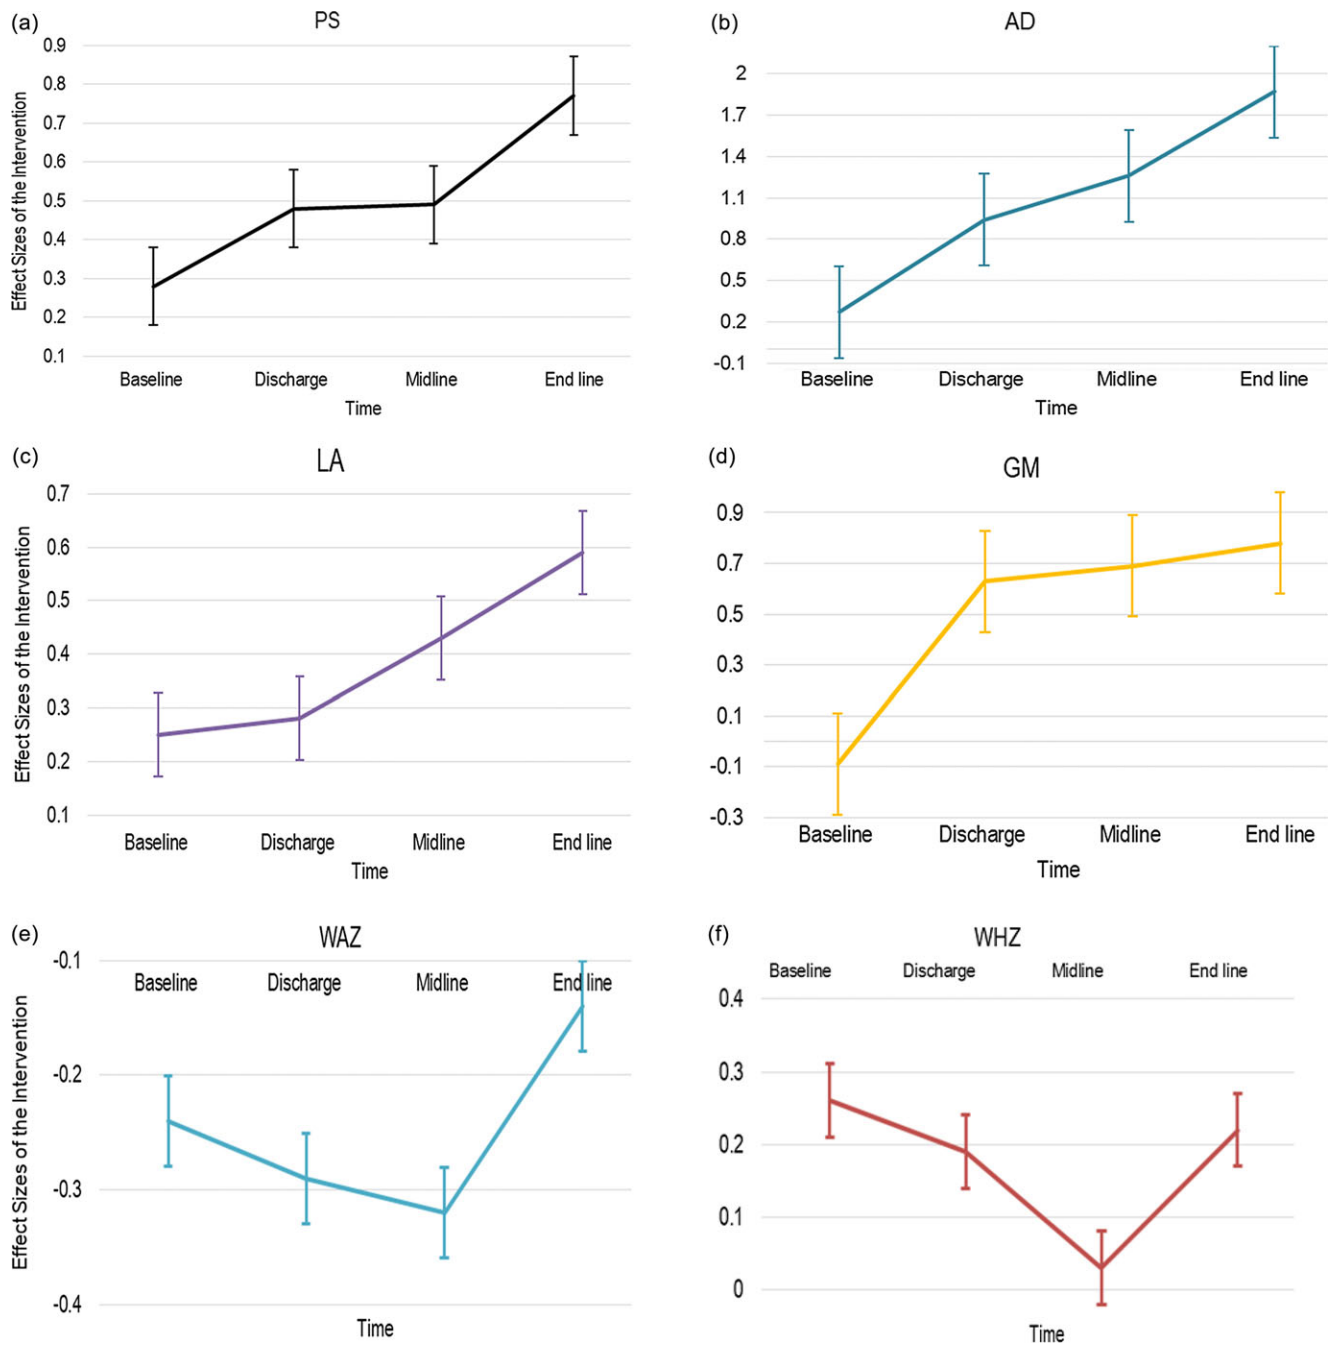 (a)
PS
Effect Sizes of the Intervention
0.9
0.8
0.7
0.6
0.5
0.4
0.3
0.2
0.1
Baseline Discharge Midline End line
Time
(b)
AD
2
1.7
1.4
1.1
0.8
0.5
0.2
-0.1
Baseline Discharge Midline End line
Time
(c)
LA
Effect Sizes of the Intervention
0.7
0.6
0.5
0.4
0.3
0.2
0.1
Baseline Discharge Midline End line
Time
(d)
GM
0.9
0.7
0.5
0.3
0.1
-0.1
-0.3
Baseline Discharge Midline End line
Time
(e)
WAZ
Effect Sizes of the Intervention
-0.1
Baseline Discharge Midline End line
-0.2
-0.3
-0.4
Time
(f)
WHZ
Baseline Discharge Midline End line
0.4
0.3
0.2
0.1
0
Time